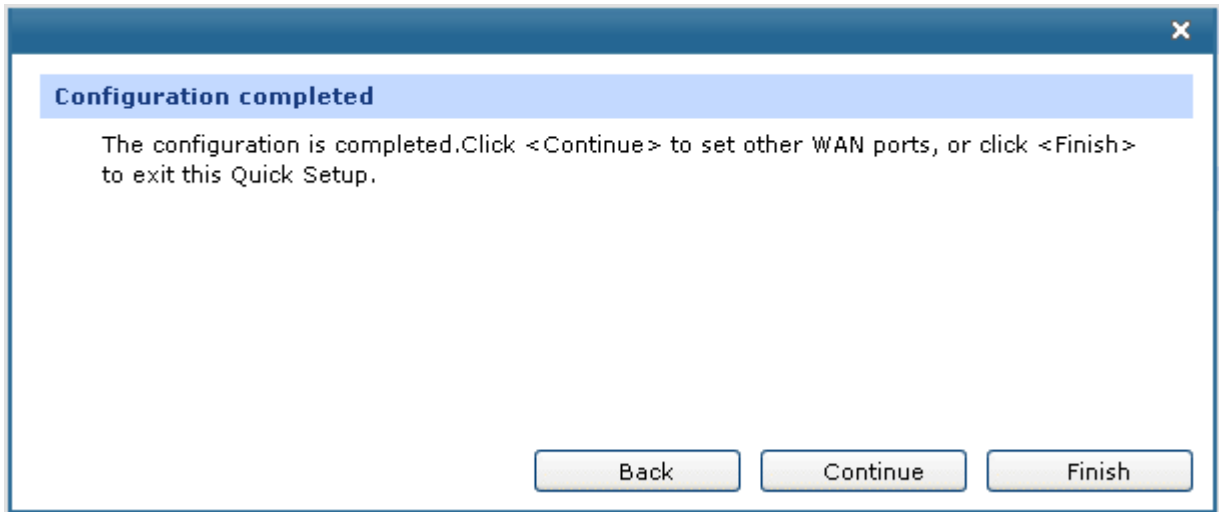 Configuration completed
The configuration is completed.Click <Continue> to set other WAN ports, or click <Finish>
to exit this Quick Setup.
Back Continue Finish